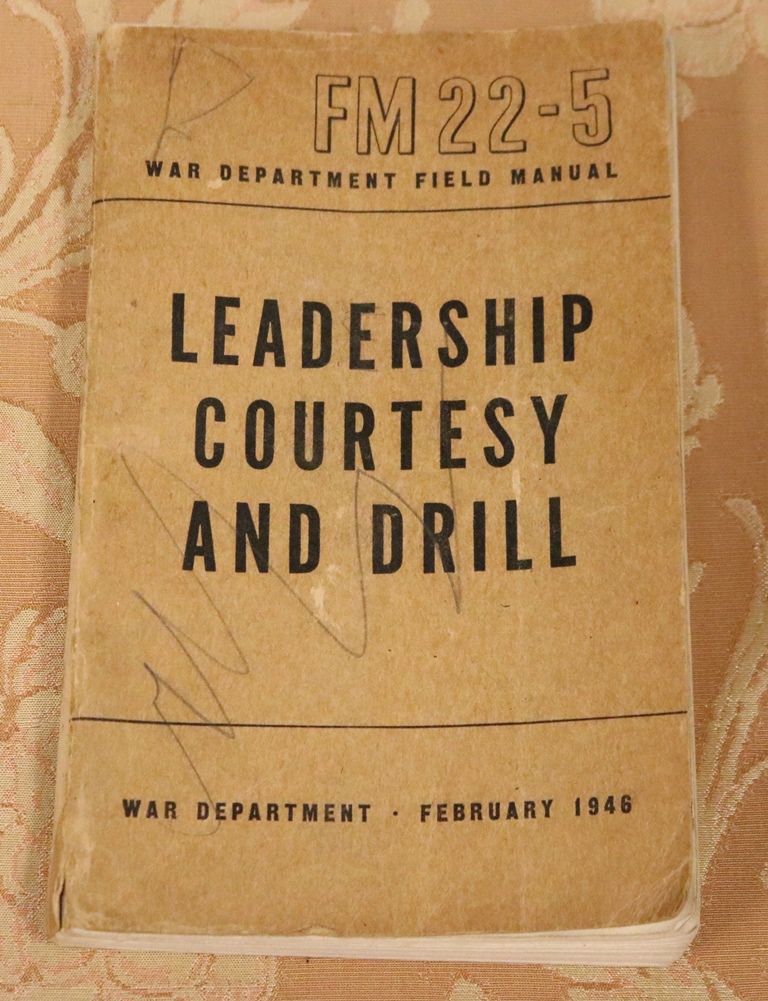 FM 22-5
WAR DEPARTMENT FIELD MANUAL
LEADERSHIP
COURTESY
AND DRILL
WAR DEPARTMENT · FEBRUARY 1946